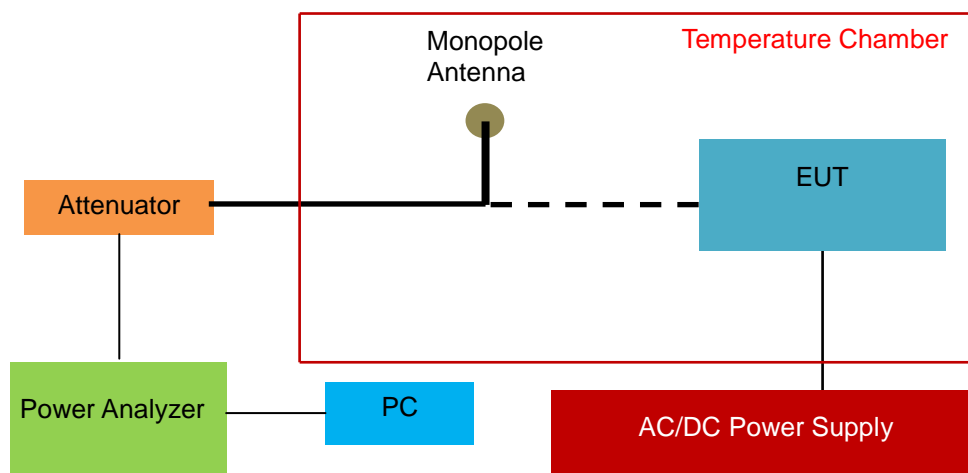 Monopole
Antenna
Temperature Chamber
EUT
Attenuator
Power Analyzer
PC
AC/DC Power Supply